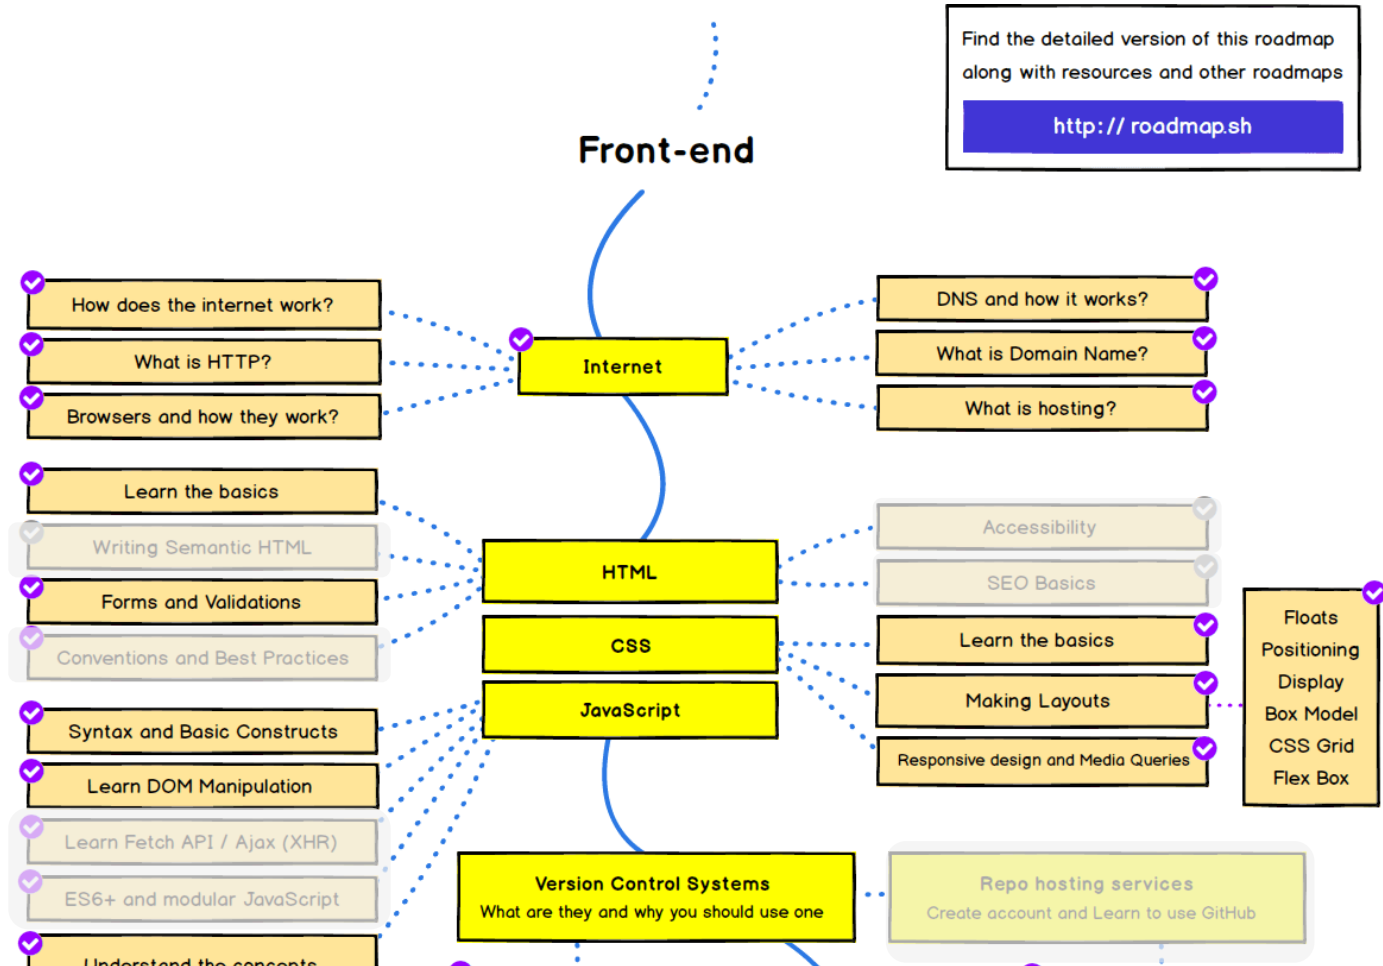 Find the detailed version of this roadmap
along with resources and other roadmaps
http: // roadmap.sh
Front-end
How does the internet work?
What is HTTP?
Browsers and how they work?
Internet
DNS and how it works?
What is Domain Name?
What is hosting?
Learn the basics
Writing Semantic HTML
Forms and Validations
Conventions and Best Practices
HTML
CSS
JavaScript
Accessibility
SEO Basics
Learn the basics
Making Layouts
Responsive design and Media Queries
Floats
Positioning
Display
Box Model
CSS Grid
Flex Box
Syntax and Basic Constructs
Learn DOM Manipulation
Learn Fetch API / Ajax (XHR)
ES6+ and modular JavaScript
Understand the concepts
Version Control Systems
What are they and why you should use one
Repo hosting services
Create account and Learn to use GitHub